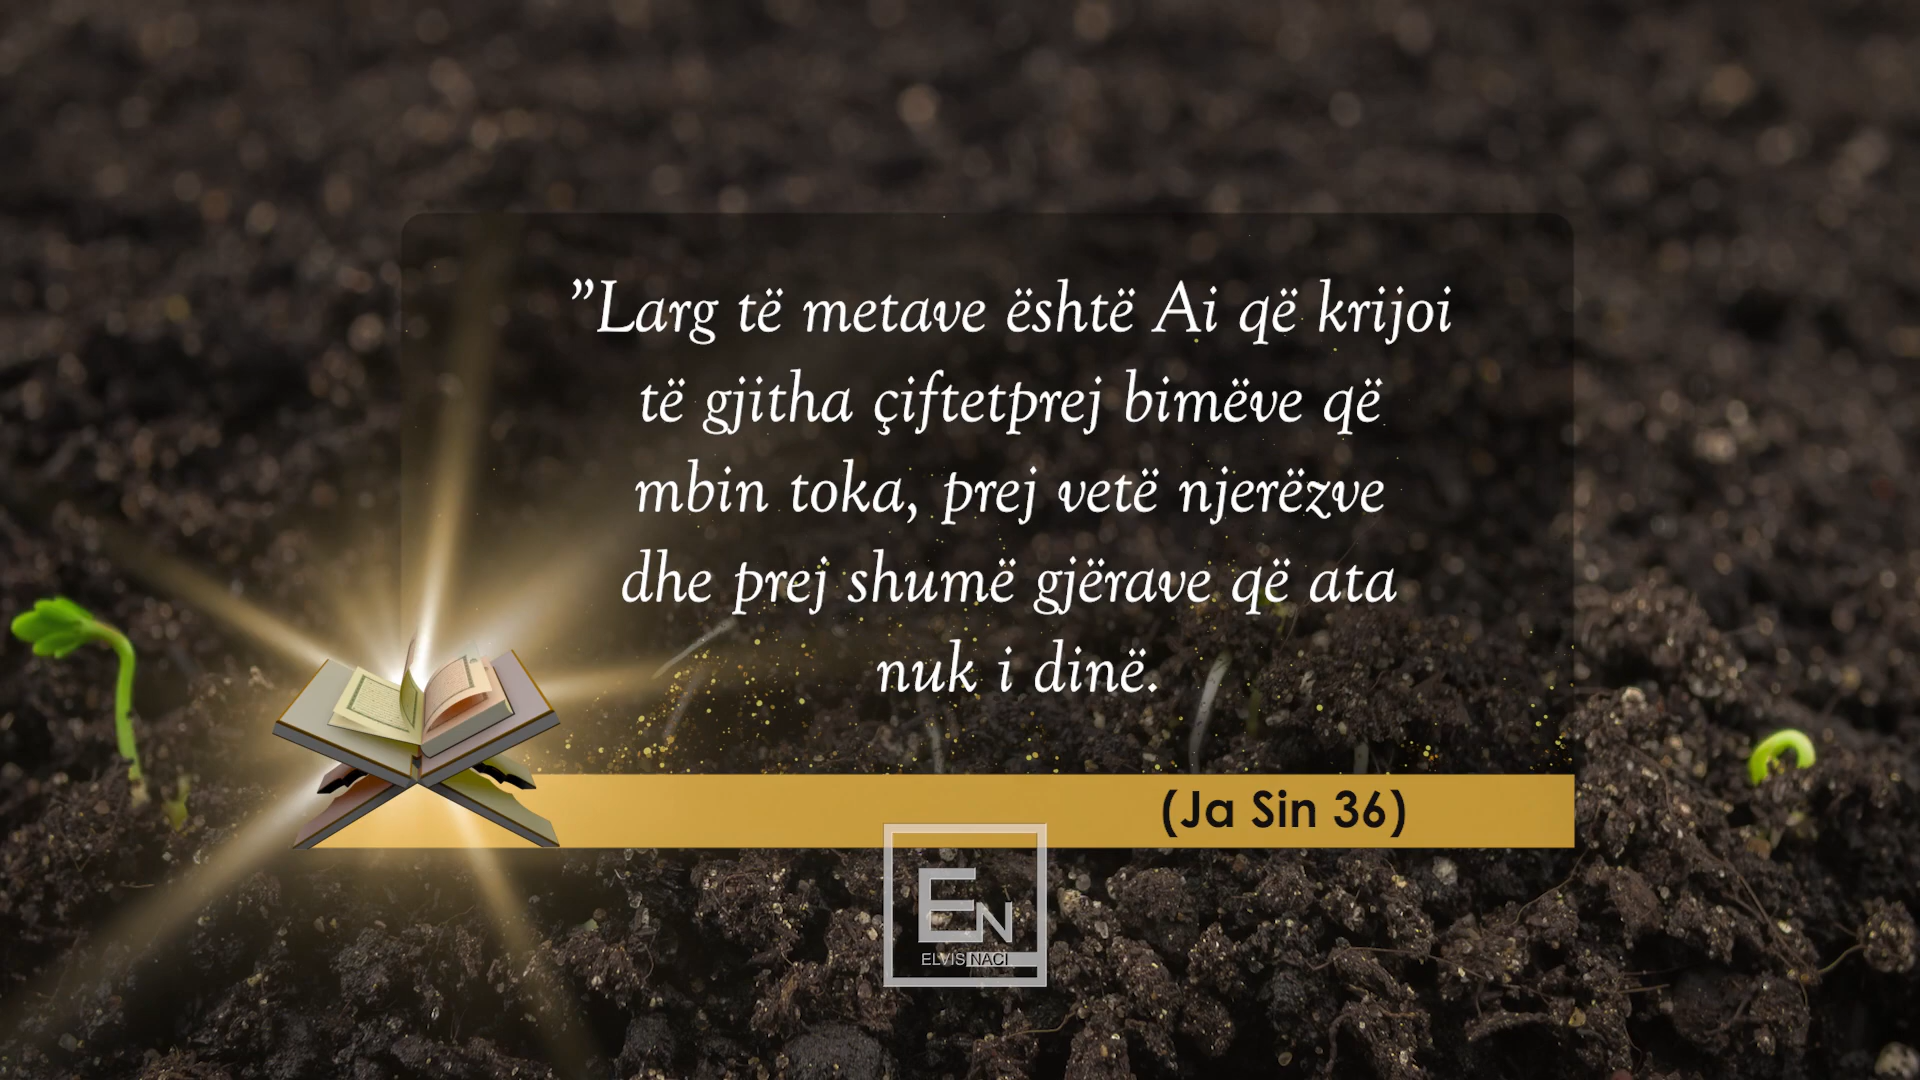 ”Larg të metave është Ai që krijoi
të gjitha çiftetprej bimëve që
mbin toka, prej vetë njerëzve
dhe prej shumë gjërave që ata
nuk i dinë.
(Ja Sin 36)
EN
ELVIS NACI